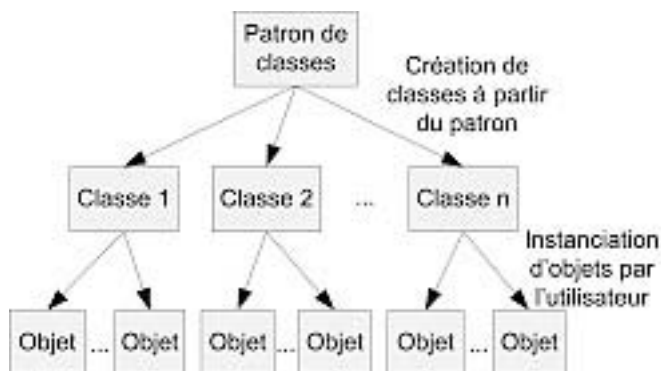 Patron de
classes
Création de
classes à partir
du patron
Classe 1
Classe 2
...
Classe n
Instanciation
d'objets par
l'utilisateur
Objet ... Objet
Objet ... Objet
Objet ... Objet